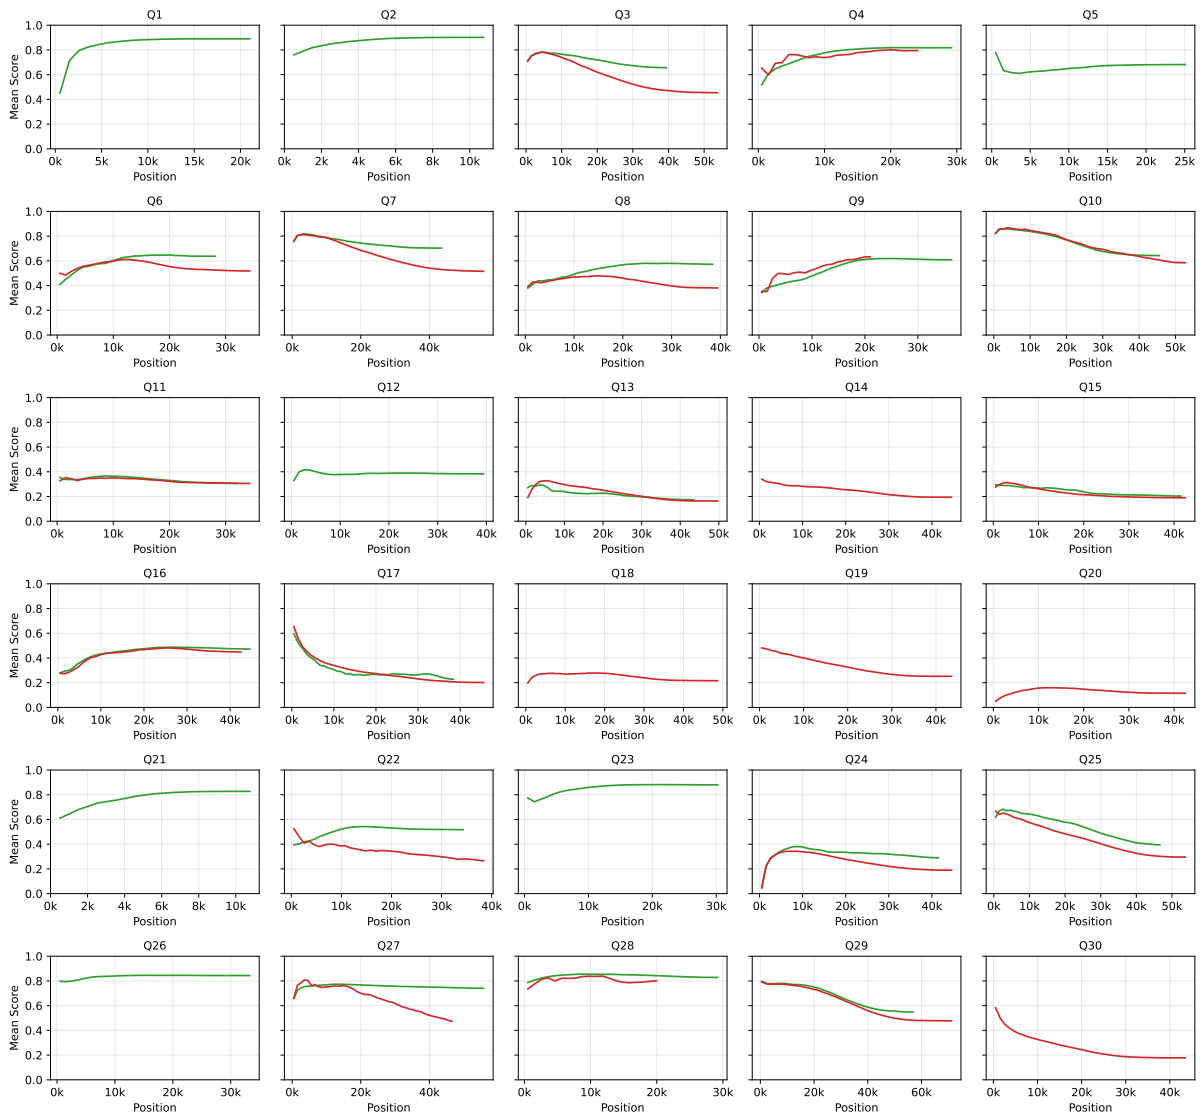 Q1 Q2 Q3 Q4 Q5
1.0
0.8
0.6
0.4
0.2
0.0
Mean Score
0k 5k 10k 15k 20k 0k 2k 4k 6k 8k 10k 0k 10k 20k 30k 40k 50k 0k 10k 20k 30k 0k 5k 10k 15k 20k 25k
Position Position Position Position Position
Q6 Q7 Q8 Q9 Q10
1.0
0.8
0.6
0.4
0.2
0.0
Mean Score
0k 10k 20k 30k 0k 20k 40k 0k 10k 20k 30k 40k 0k 10k 20k 30k 0k 10k 20k 30k 40k 50k
Position Position Position Position Position
Q11 Q12 Q13 Q14 Q15
1.0
0.8
0.6
0.4
0.2
0.0
Mean Score
0k 10k 20k 30k 0k 10k 20k 30k 40k 0k 10k 20k 30k 40k 50k 0k 10k 20k 30k 40k 0k 10k 20k 30k 40k
Position Position Position Position Position
Q16 Q17 Q18 Q19 Q20
1.0
0.8
0.6
0.4
0.2
0.0
Mean Score
0k 10k 20k 30k 40k 0k 10k 20k 30k 40k 0k 10k 20k 30k 40k 50k 0k 10k 20k 30k 40k 0k 10k 20k 30k 40k
Position Position Position Position Position
Q21 Q22 Q23 Q24 Q25
1.0
0.8
0.6
0.4
0.2
0.0
Mean Score
0k 2k 4k 6k 8k 10k 0k 10k 20k 30k 40k 0k 10k 20k 30k 0k 10k 20k 30k 40k 0k 10k 20k 30k 40k 50k
Position Position Position Position Position
Q26 Q27 Q28 Q29 Q30
1.0
0.8
0.6
0.4
0.2
0.0
Mean Score
0k 10k 20k 30k 0k 20k 40k 0k 10k 20k 30k 0k 20k 40k 60k 0k 10k 20k 30k 40k
Position Position Position Position Position